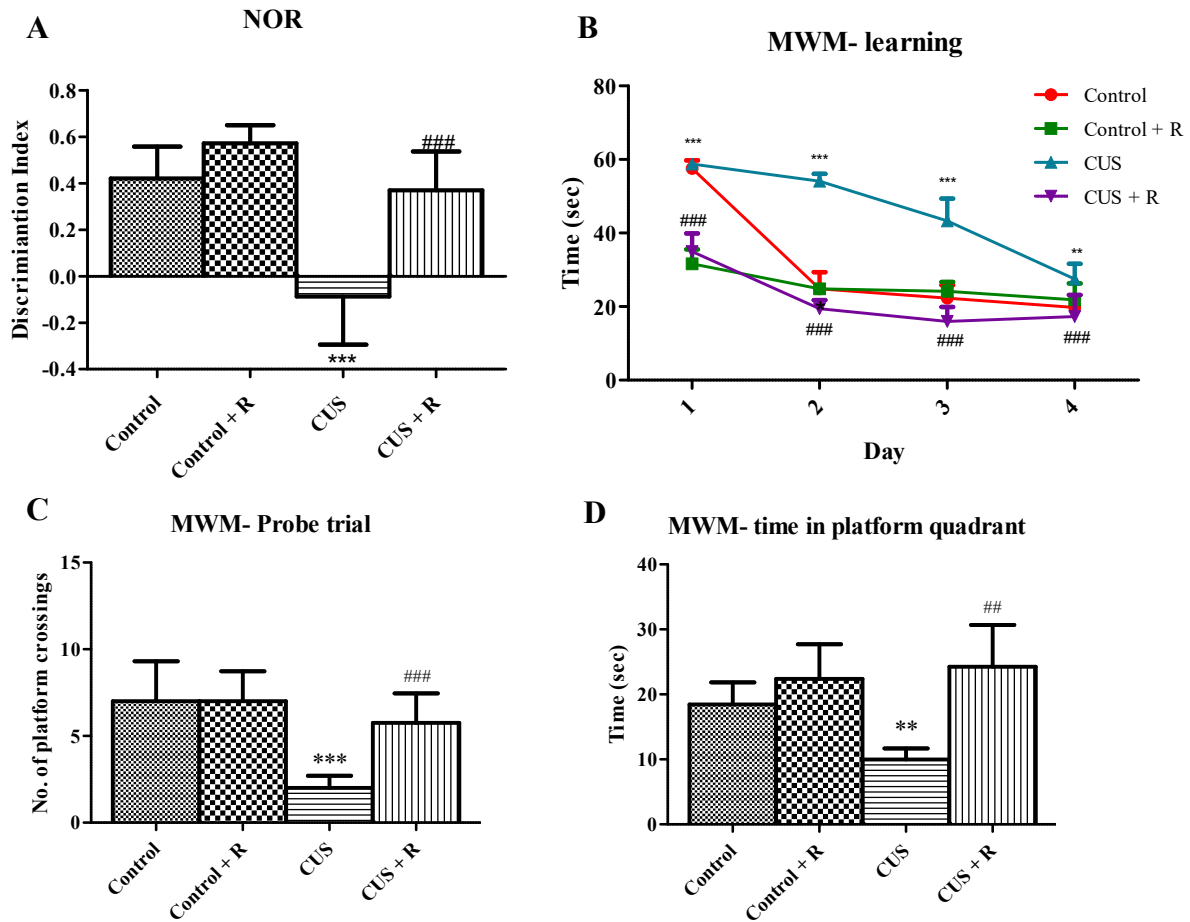 A
NOR
Discrimiantion Index
0.8
0.6
0.4
0.2
0.0
-0.2
-0.4
###
***
Control
Control + R
CUS
CUS + R
B
MWM- learning
Time (sec)
80
60
40
20
0
Control
Control + R
CUS
CUS + R
***
***
***
**
###
*
###
###
###
1
2
3
4
Day
C
MWM- Probe trial
No. of platform crossings
15
10
5
0
***
###
Control
Control + R
CUS
CUS + R
D
MWM- time in platform quadrant
Time (sec)
40
30
20
10
0
**
##
Control
Control + R
CUS
CUS + R